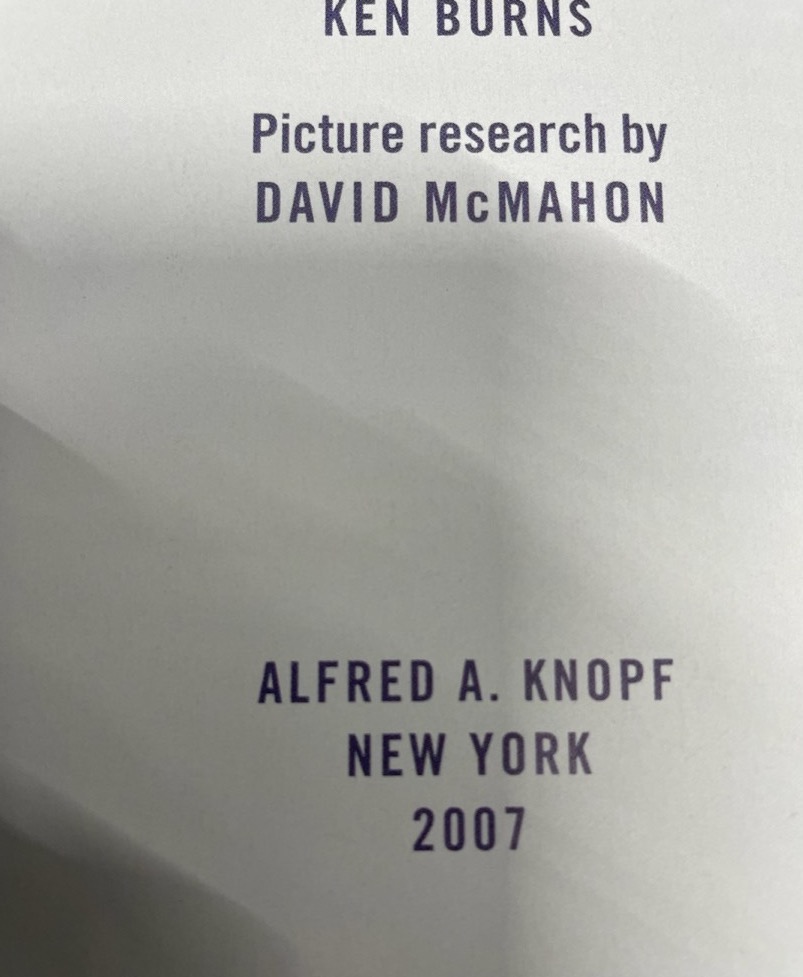 KEN BURNS
Picture research by
DAVID McMAHON
ALFRED A. KNOPF
NEW YORK
2007